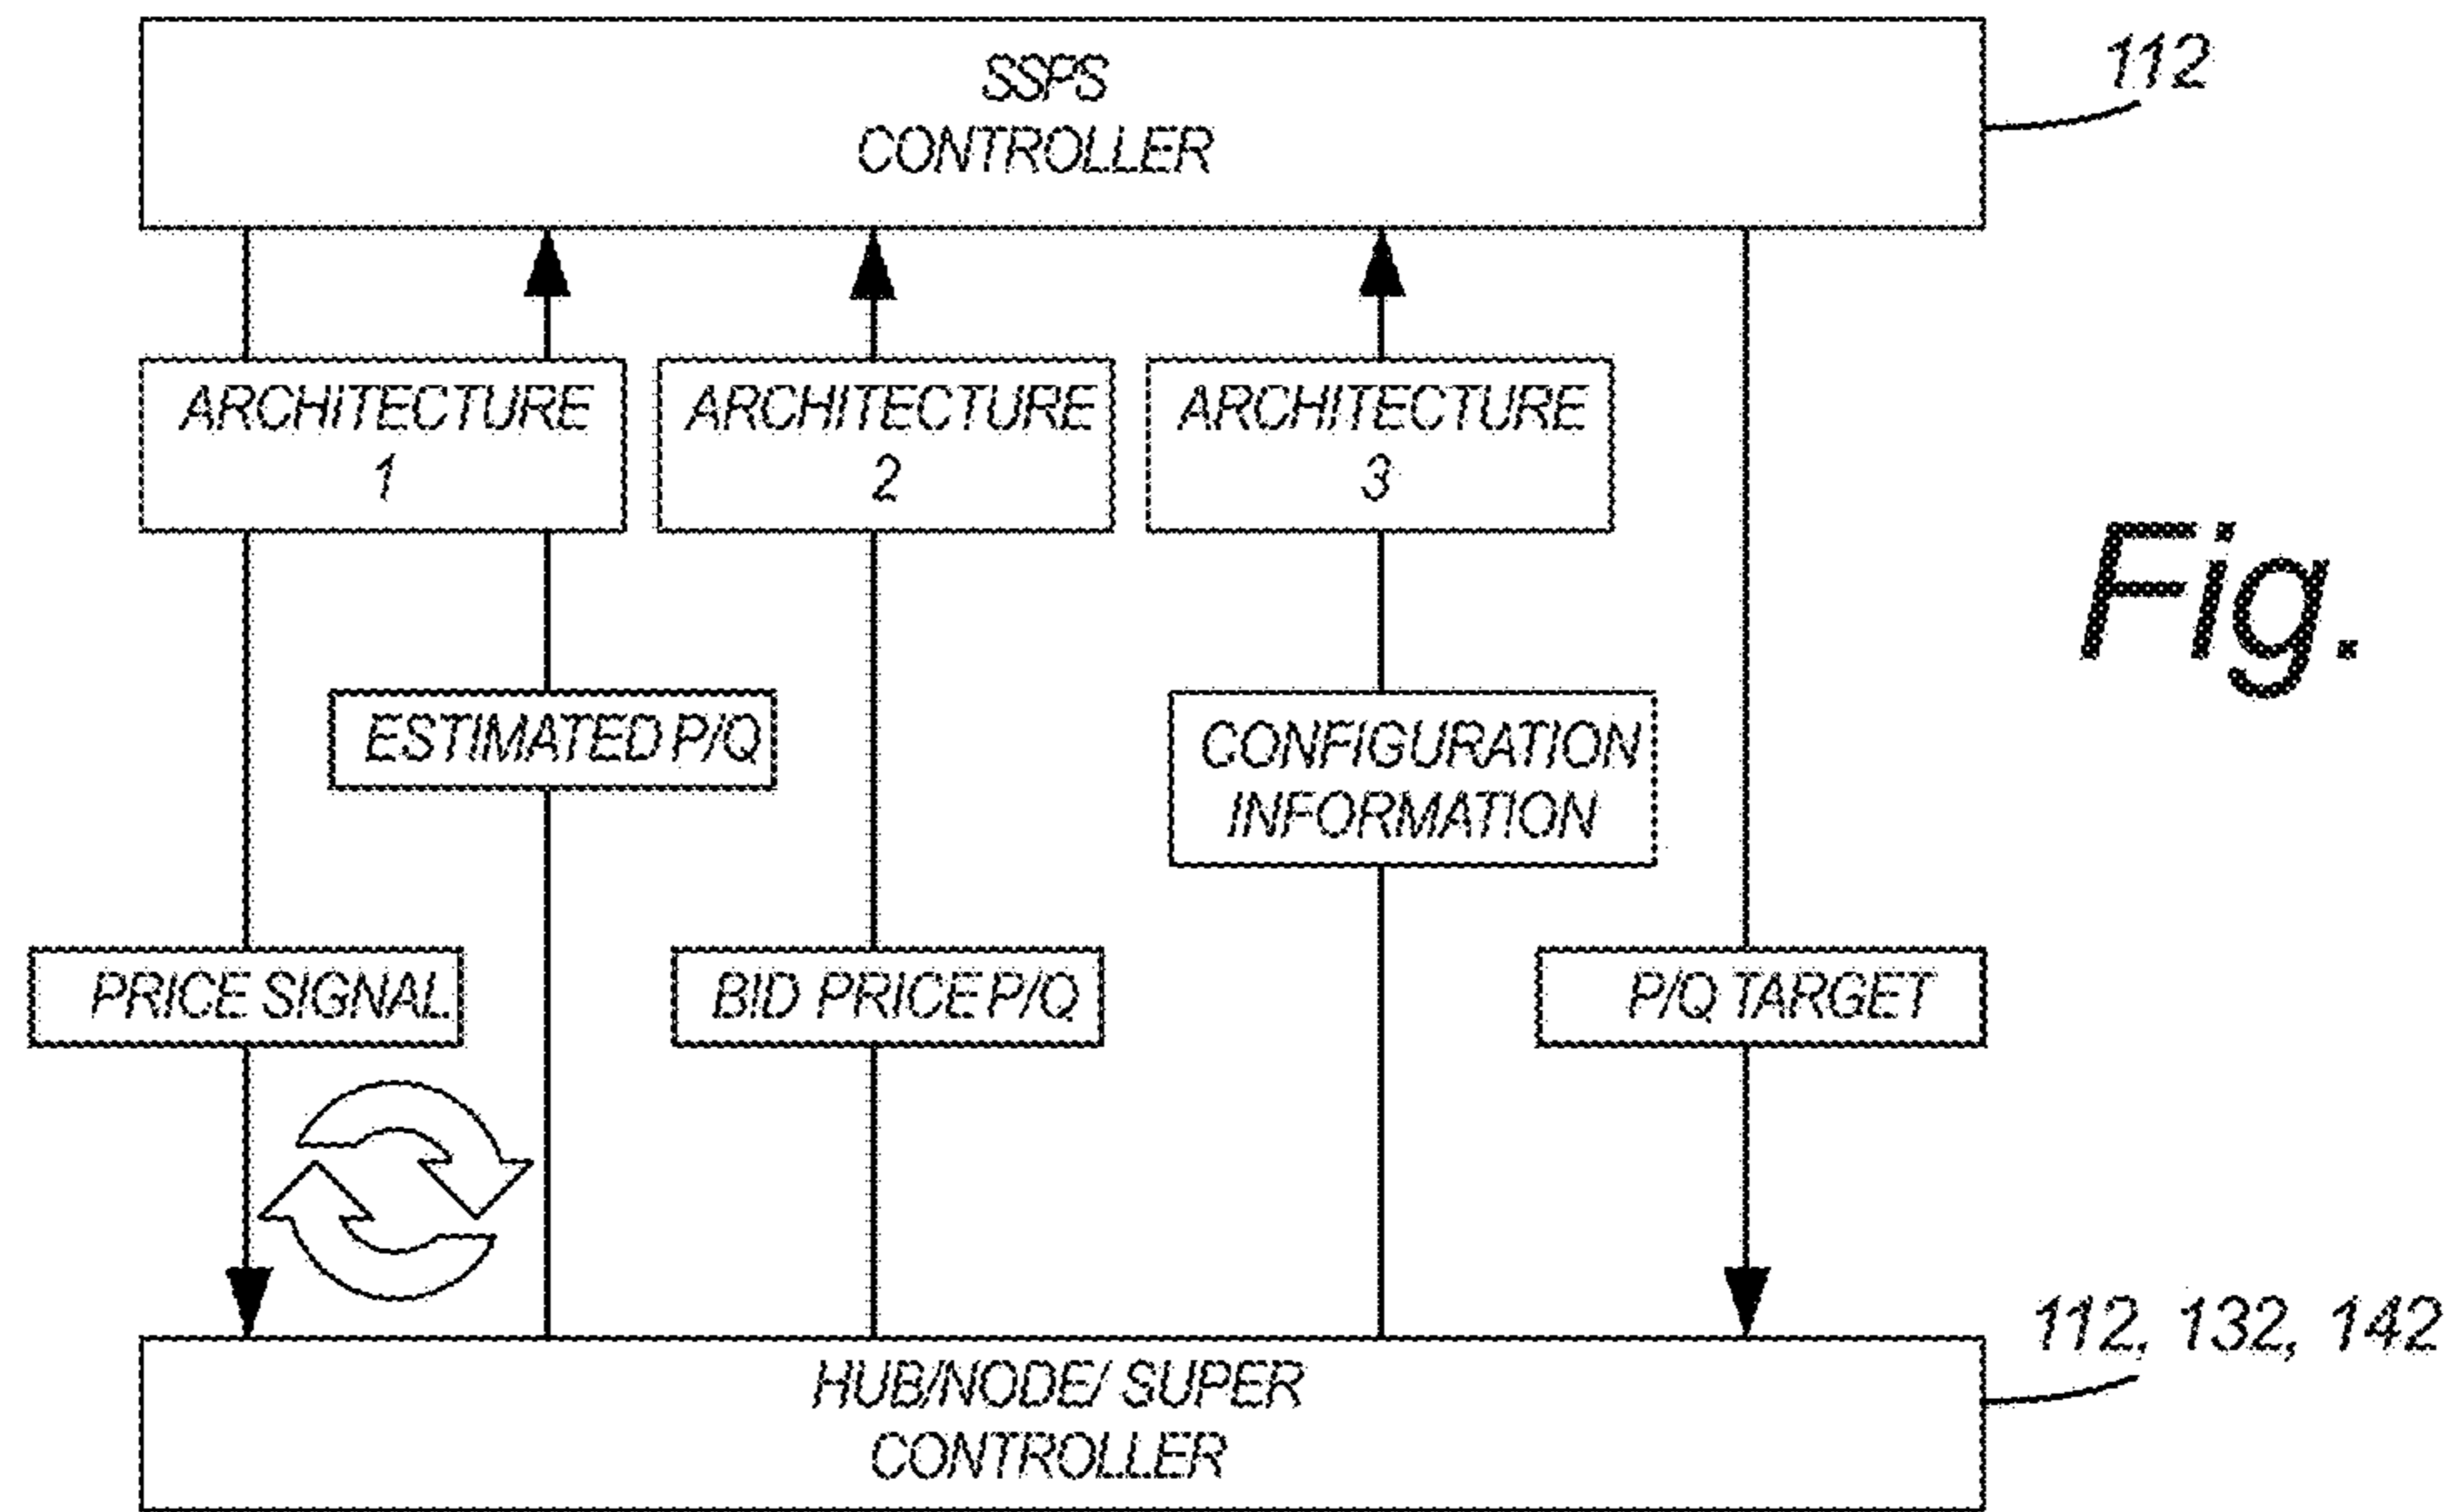 SSPS
CONTROLLER
112
ARCHITECTURE
1
ARCHITECTURE
2
ARCHITECTURE
3
Fig.
ESTIMATED P/Q
CONFIGURATION
INFORMATION
PRICE SIGNAL
BID PRICE P/Q
P/Q TARGET
112, 132, 142
HUB/NODE/ SUPER
CONTROLLER